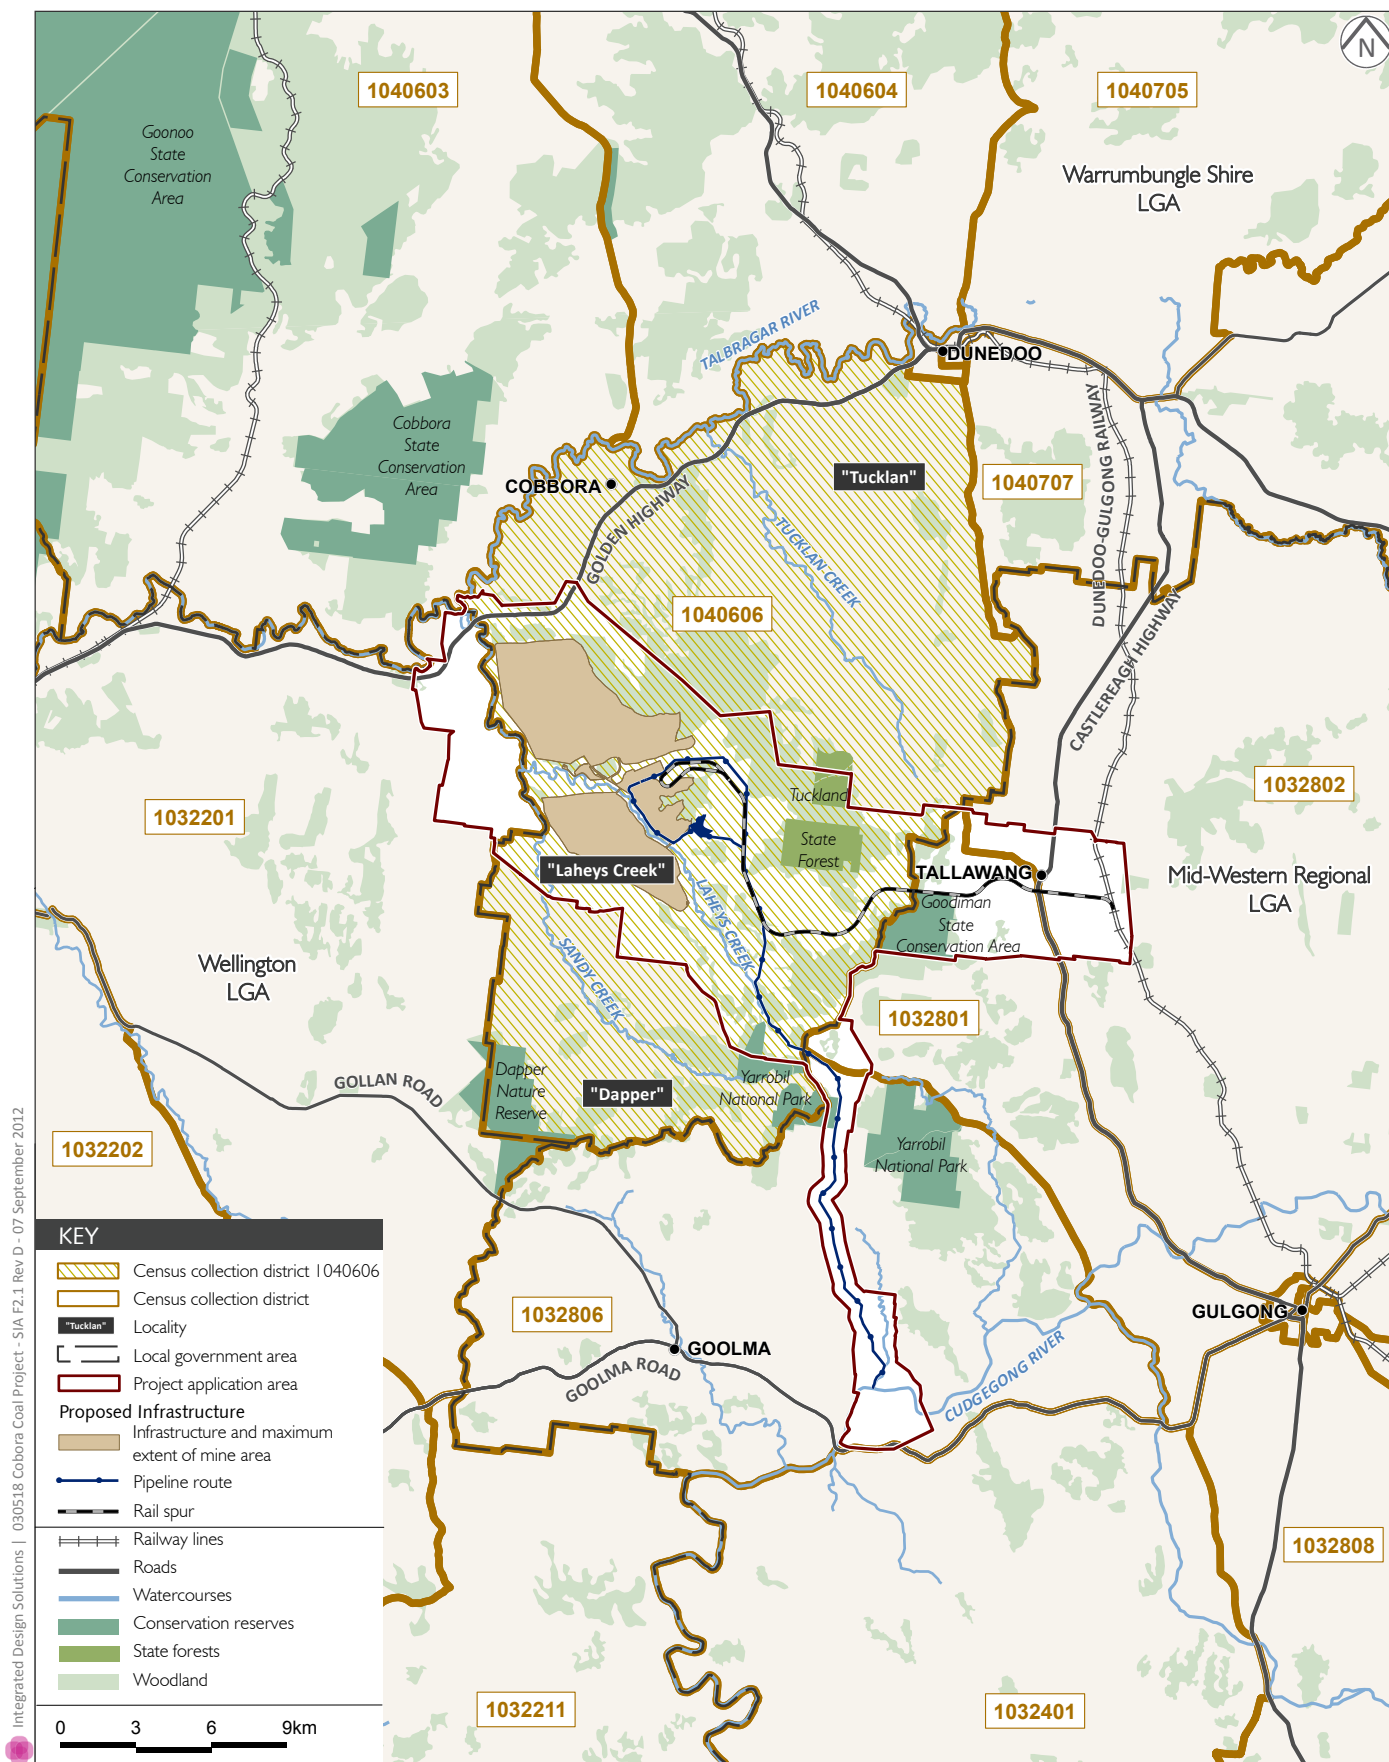 N
1040603
1040604
1040705
Goonoo
State
Conservation
Area
Warrumbungle Shire
LGA
TALBRAGAR RIVER
DUNEDOO
Cobbora
State
Conservation
Area
DUNEDOO-GULGONG RAILWAY
"Tucklan"
1040707
COBBORA
GOLDEN HIGHWAY
TUCKLAN CREEK
1040606
CASTLEREAGH HIGHWAY
1032201
1032802
Tuckland
State
Forest
"Laheys Creek"
TALLAWANG
Mid-Western Regional
LGA
LAHEYS CREEK
Goodiman
State
Conservation Area
SANDY CREEK
Wellington
LGA
1032801
GOLLAN ROAD
Dapper
Nature
Reserve
"Dapper"
Yarrobil
National Park
Yarrobil
National Park
1032202
1032806
GULGONG
GOOLMA
GOOLMA ROAD
CUDGEGONG RIVER
1032808
1032211
1032401
KEY
Census collection district 1040606
Census collection district
"Tucklan"
Locality
Local government area
Project application area
Proposed Infrastructure
Infrastructure and maximum
extent of mine area
Pipeline route
Rail spur
Railway lines
Roads
Watercourses
Conservation reserves
State forests
Woodland
0 3 6 9km
Integrated Design Solutions | 030518 Cobora Coal Project - SIA F2.1 Rev D - 07 September 2012